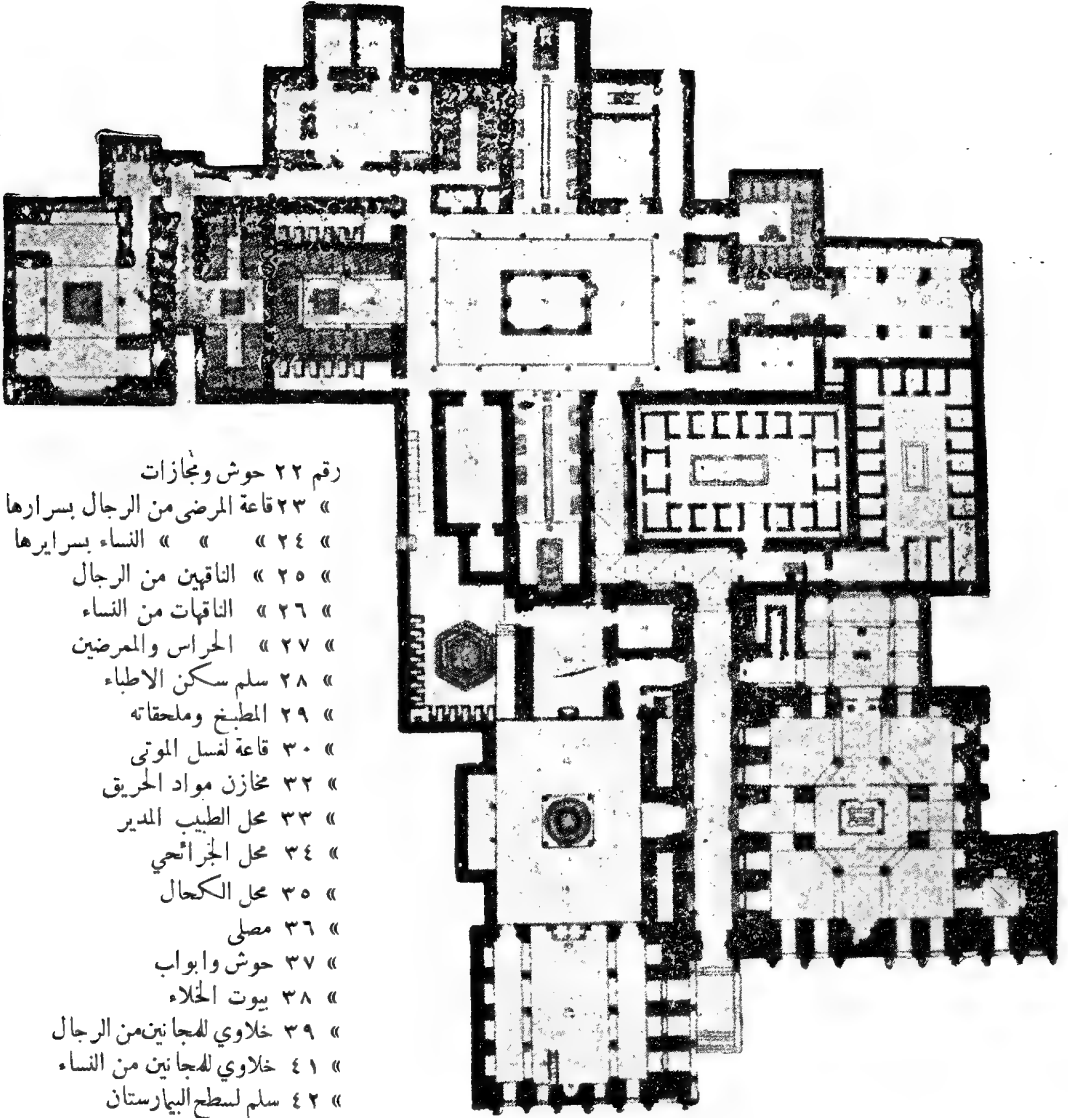 رقم ٢٢ حوش ومجازات
» ٢٣ قاعة المرضى من الرجال بسرارها
» ٢٤ » » » النساء بسرايرها
» ٢٥ » الناقهين من الرجال
» ٢٦ » الناقهات من النساء
» ٢٧ » الحراس والممرضين
» ٢٨ سلم سكن الاطباء
» ٢٩ المطبخ وملحقاته
» ٣٠ قاعة لغسل الموتى
» ٣٢ مخازن مواد الحريق
» ٣٣ محل الطبيب المدير
» ٣٤ محل الجرائحي
» ٣٥ محل الكحال
» ٣٦ مصلى
» ٣٧ حوش وابواب
» ٣٨ بيوت الخلاء
» ٣٩ خلاوي للمجانين من الرجال
» ٤١ خلاوي للمجانين من النساء
» ٤٢ سلم لسطح البيمارستان